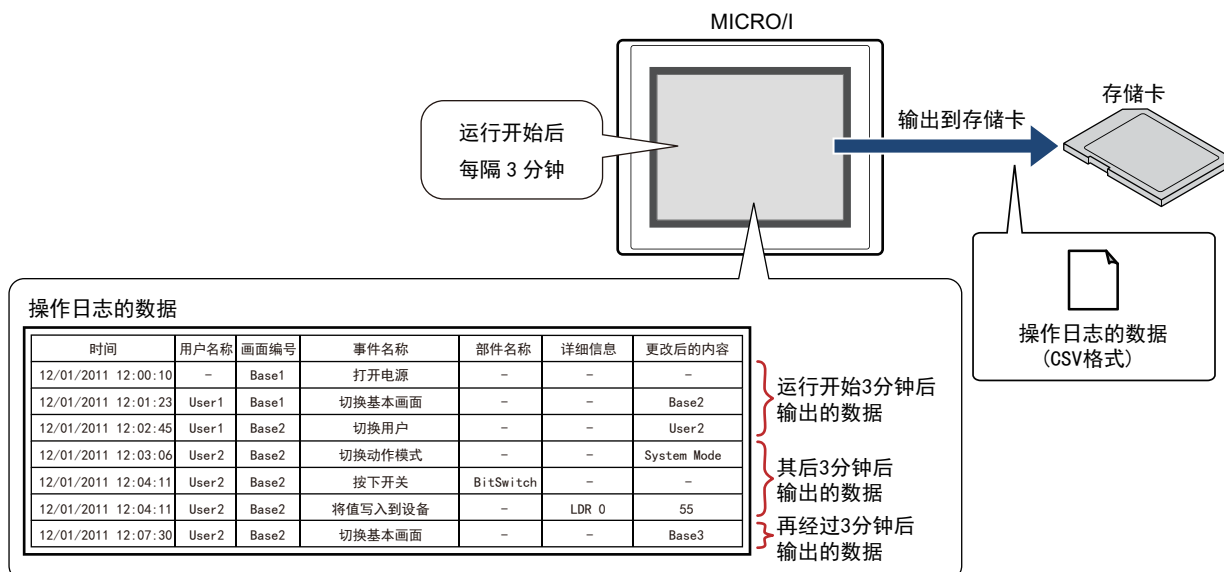 MICRO/I
存储卡
输出到存储卡
运行开始后
每隔 3 分钟
操作日志的数据
(CSV格式)
操作日志的数据
时间 用户名称 画面编号 事件名称 部件名称 详细信息 更改后的内容
12/01/2011 12:00:10 - Base1 打开电源 - - -
12/01/2011 12:01:23 User1 Base1 切换基本画面 - - Base2
12/01/2011 12:02:45 User1 Base2 切换用户 - - User2
12/01/2011 12:03:06 User2 Base2 切换动作模式 - - System Mode
12/01/2011 12:04:11 User2 Base2 按下开关 BitSwitch - -
12/01/2011 12:04:11 User2 Base2 将值写入到设备 - LDR 0 55
12/01/2011 12:07:30 User2 Base2 切换基本画面 - - Base3
运行开始3分钟后
输出的数据
其后3分钟后
输出的数据
再经过3分钟后
输出的数据